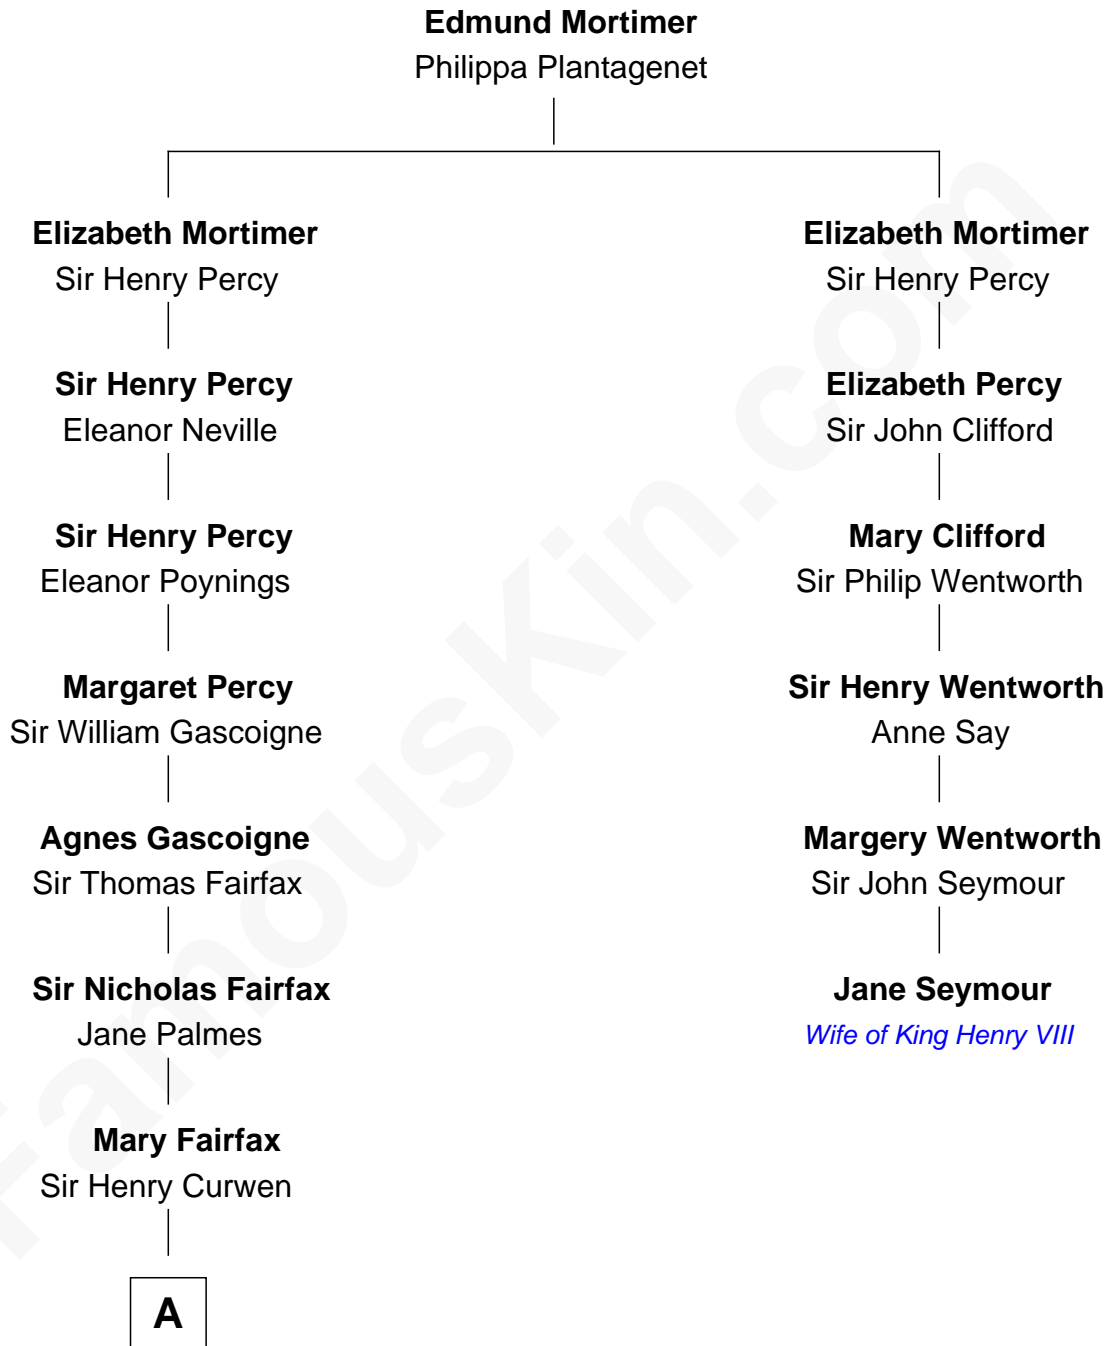 Edmund Mortimer
Philippa Plantagenet
Elizabeth Mortimer
Sir Henry Percy
Sir Henry Percy
Eleanor Neville
Sir Henry Percy
Eleanor Poynings
Margaret Percy
Sir William Gascoigne
Agnes Gascoigne
Sir Thomas Fairfax
Sir Nicholas Fairfax
Jane Palmes
Mary Fairfax
Sir Henry Curwen
A
Elizabeth Mortimer
Sir Henry Percy
Elizabeth Percy
Sir John Clifford
Mary Clifford
Sir Philip Wentworth
Sir Henry Wentworth
Anne Say
Margery Wentworth
Sir John Seymour
Jane Seymour
Wife of King Henry VIII
FamousKin.com